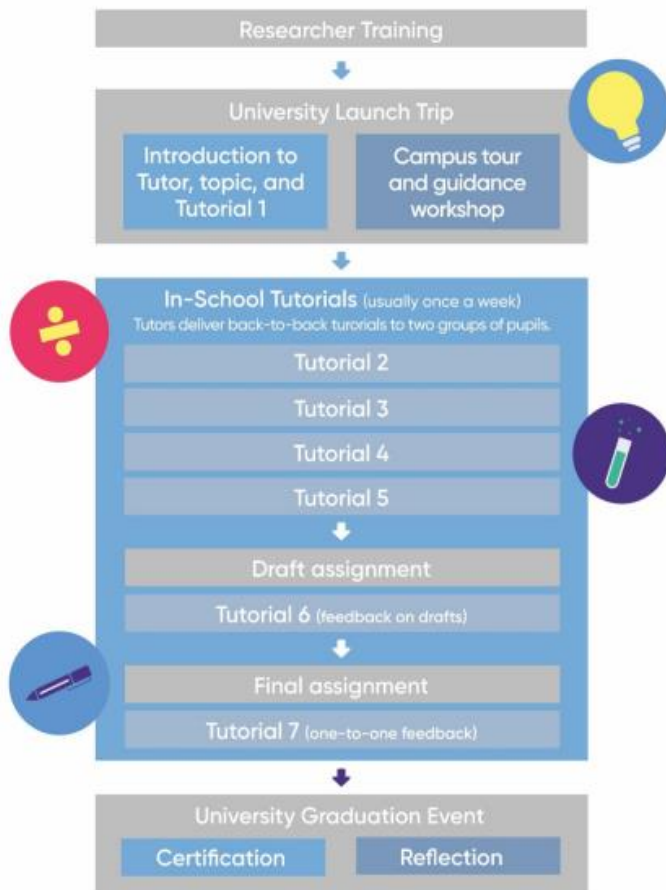 Researcher Training
University Launch Trip
Introduction to
Tutor, topic, and
Tutorial 1
Campus tour
and guidance
workshop
In-School Tutorials (usually once a week)
Tutors deliver back-to-back turorials to two groups of pupils.
Tutorial 2
Tutorial 3
Tutorial 4
Tutorial 5
Draft assignment
Tutorial 6 (feedback on drafts)
Final assignment
Tutorial 7 (one-to-one feedback)
University Graduation Event
Certification
Reflection